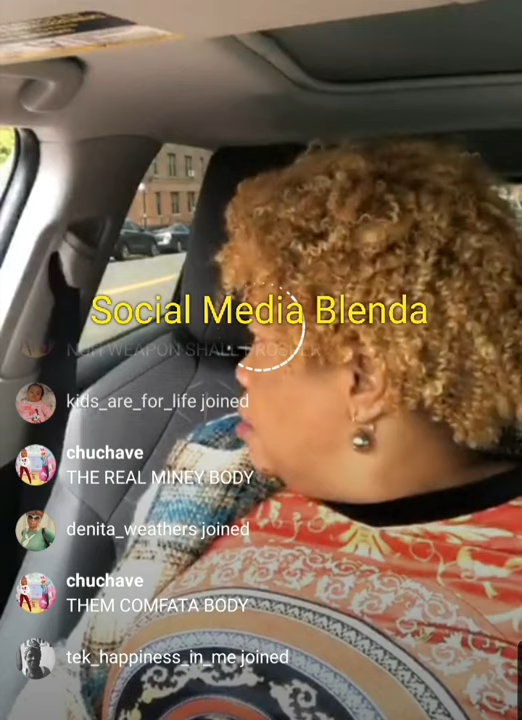 Social Media Blenda
kids_are_for_life joined
chuchave
THE REAL MINEY BODY
denita_weathers joined
chuchave
THEM COMFATA BODY
tek_happiness_in_me joined